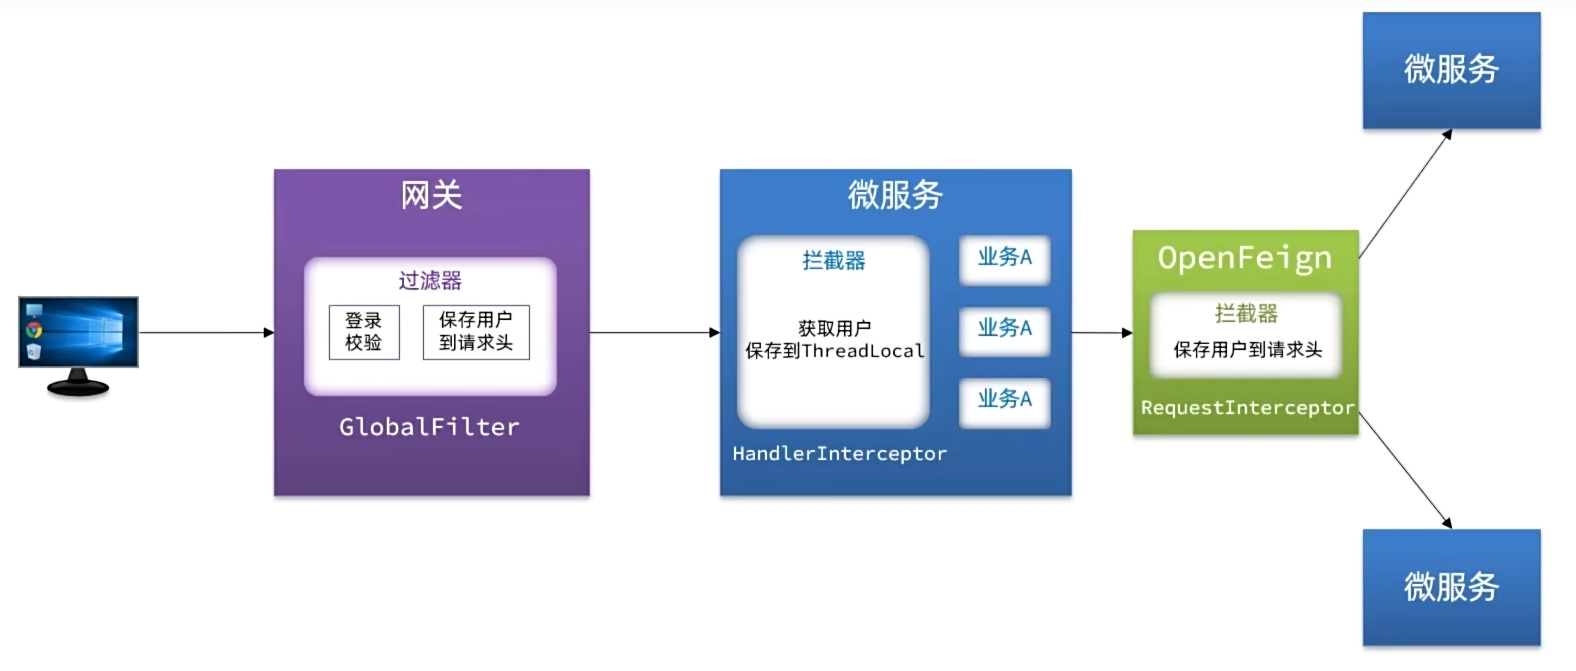 网关
过滤器
登录
校验
保存用户
到请求头
GlobalFilter
微服务
拦截器
获取用户
保存到ThreadLocal
HandlerInterceptor
业务A
业务A
业务A
OpenFeign
拦截器
保存用户到请求头
RequestInterceptor
微服务
微服务